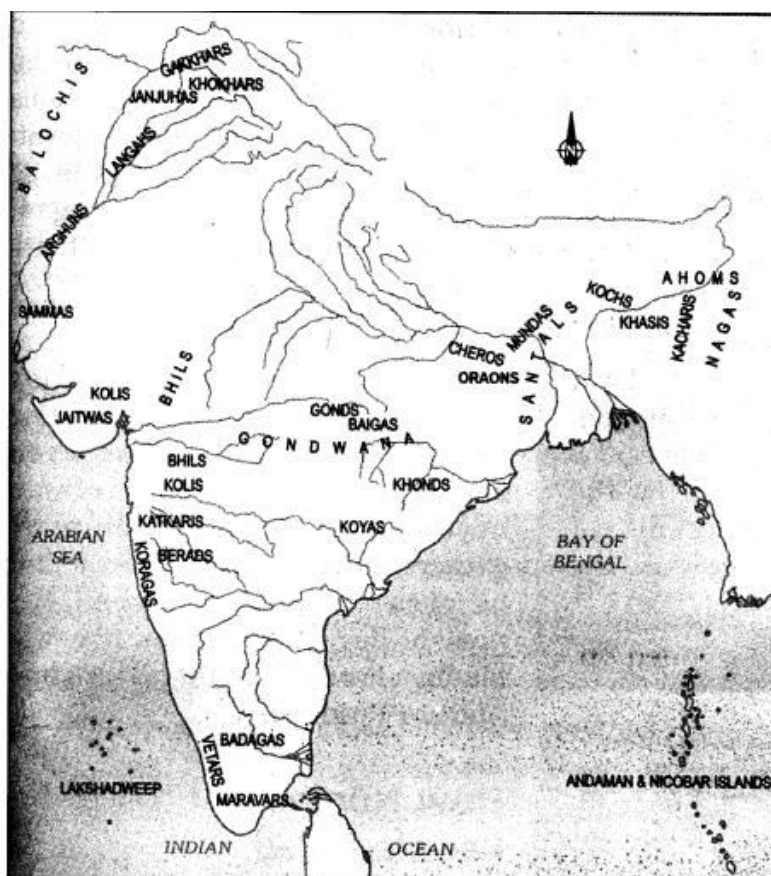 GAKKHARS
KHOKHARS
JANJUHAS
LANGAHS
BALOCHIS
ARGHUNS
SAMMAS
N
AHOMS
KOCHS
KHASIS
KACHARIS
NAGAS
MUNDAS
CHEROS
SANTALS
ORAONS
BHILS
KOLIS
JAITWAS
GONDS
BAIGAS
GONDWANA
BHILS
KOLIS
KHONDS
KATKARIS
KOYAS
BERADS
KORAGAS
ARABIAN
SEA
BAY OF
BENGAL
BADAGAS
VETARS
MARAVARS
LAKSHADWEEP
ANDAMAN & NICOBAR ISLANDS
INDIAN OCEAN